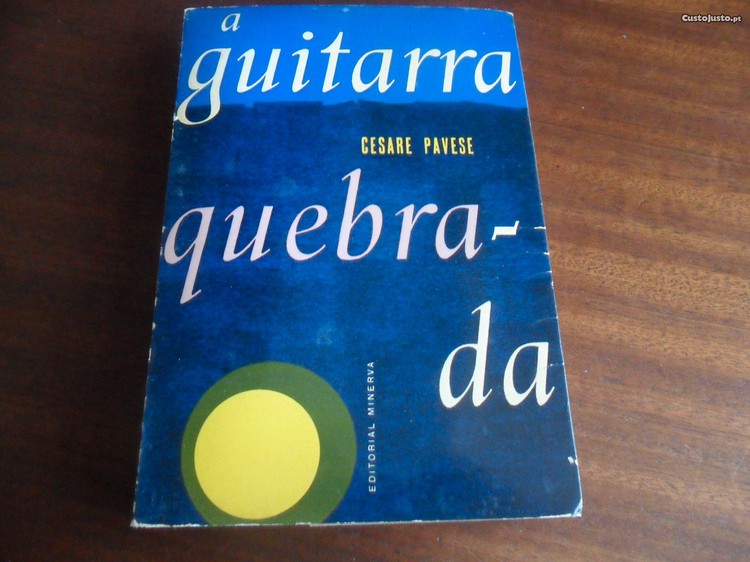 CustoJusto.pt
a
guitarra
CESARE PAVESE
quebra-
da
EDITORIAL MINERVA